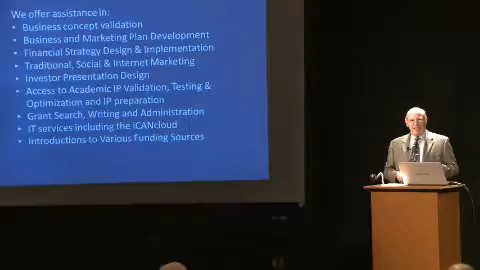 We offer assistance in:
• Business concept validation
• Business and Marketing Plan Development
• Financial Strategy Design & Implementation
• Traditional, Social & Internet Marketing
• Investor Presentation Design
• Access to Academic IP Validation, Testing &
Optimization and IP preparation
• Grant Search, Writing and Administration
• IT services including the iCANcloud
• Introductions to Various Funding Sources